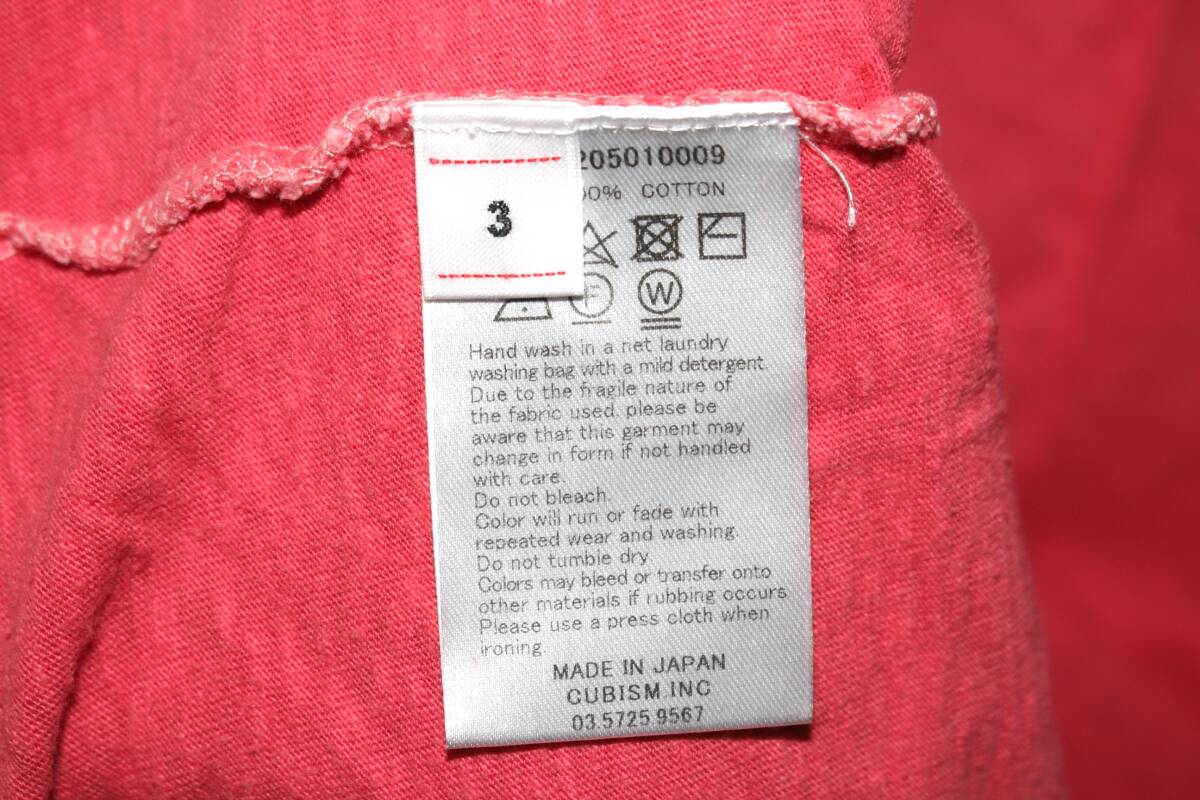 3
205010009
00% COTTON
F W
Hand wash in a net laundry
washing bag with a mild detergent.
Due to the fragile nature of
the fabric used, please be
aware that this garment may
change in form if not handled
with care.
Do not bleach.
Color will run or fade with
repeated wear and washing.
Do not tumble dry
Colors may bleed or transfer onto
other materials if rubbing occurs
Please use a press cloth when
ironing.
MADE IN JAPAN
CUBISM INC
03.5725.9567